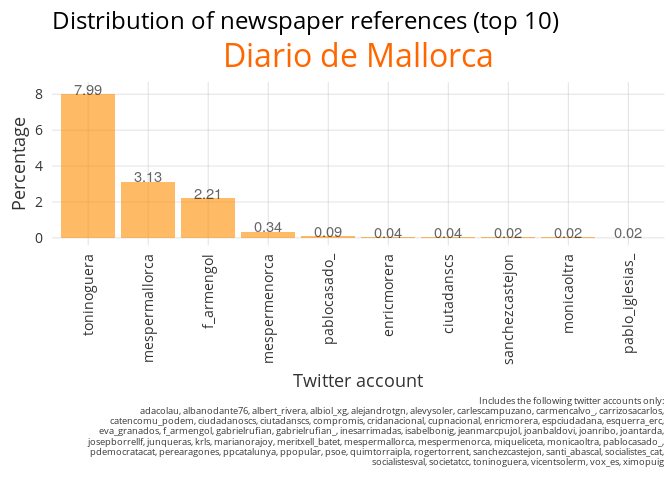 Distribution of newspaper references (top 10)
Diario de Mallorca
Percentage
8
6
4
2
0
7.99
3.13
2.21
0.34
0.09
0.04
0.04
0.02
0.02
0.02
toninoguera
mespermallorca
f_armengol
mespermenorca
pablocasado_
enricmorera
ciutadanscs
sanchezcastejon
monicaoltra
pablo_iglesias_
Twitter account
Includes the following twitter accounts only:
adacolau, albanodante76, albert_rivera, albiol_xg, alejandrotgn, alevysoler, carlescampuzano, carmencalvo_, carrizosacarlos,
catencomu_podem, ciudadanoscs, ciutadanscs, compromis, cridanacional, cupnacional, enricmorera, espciudadana, esquerra_erc,
eva_granados, f_armengol, gabrielrufian, gabrielrufian_, inesarrimadas, isabelbonig, jeanmarcpujol, joanbaldovi, joanribo, joantarda,
josepborrellf, junqueras, krls, marianorajoy, meritxell_batet, mespermallorca, mespermenorca, miqueliceta, monicaoltra, pablocasado_,
pdemocratacat, perearagones, ppcatalunya, ppopular, psoe, quimtorraipla, rogertorrent, sanchezcastejon, santi_abascal, socialistes_cat,
socialistesval, societatcc, toninoguera, vicentsolerm, vox_es, ximopuig